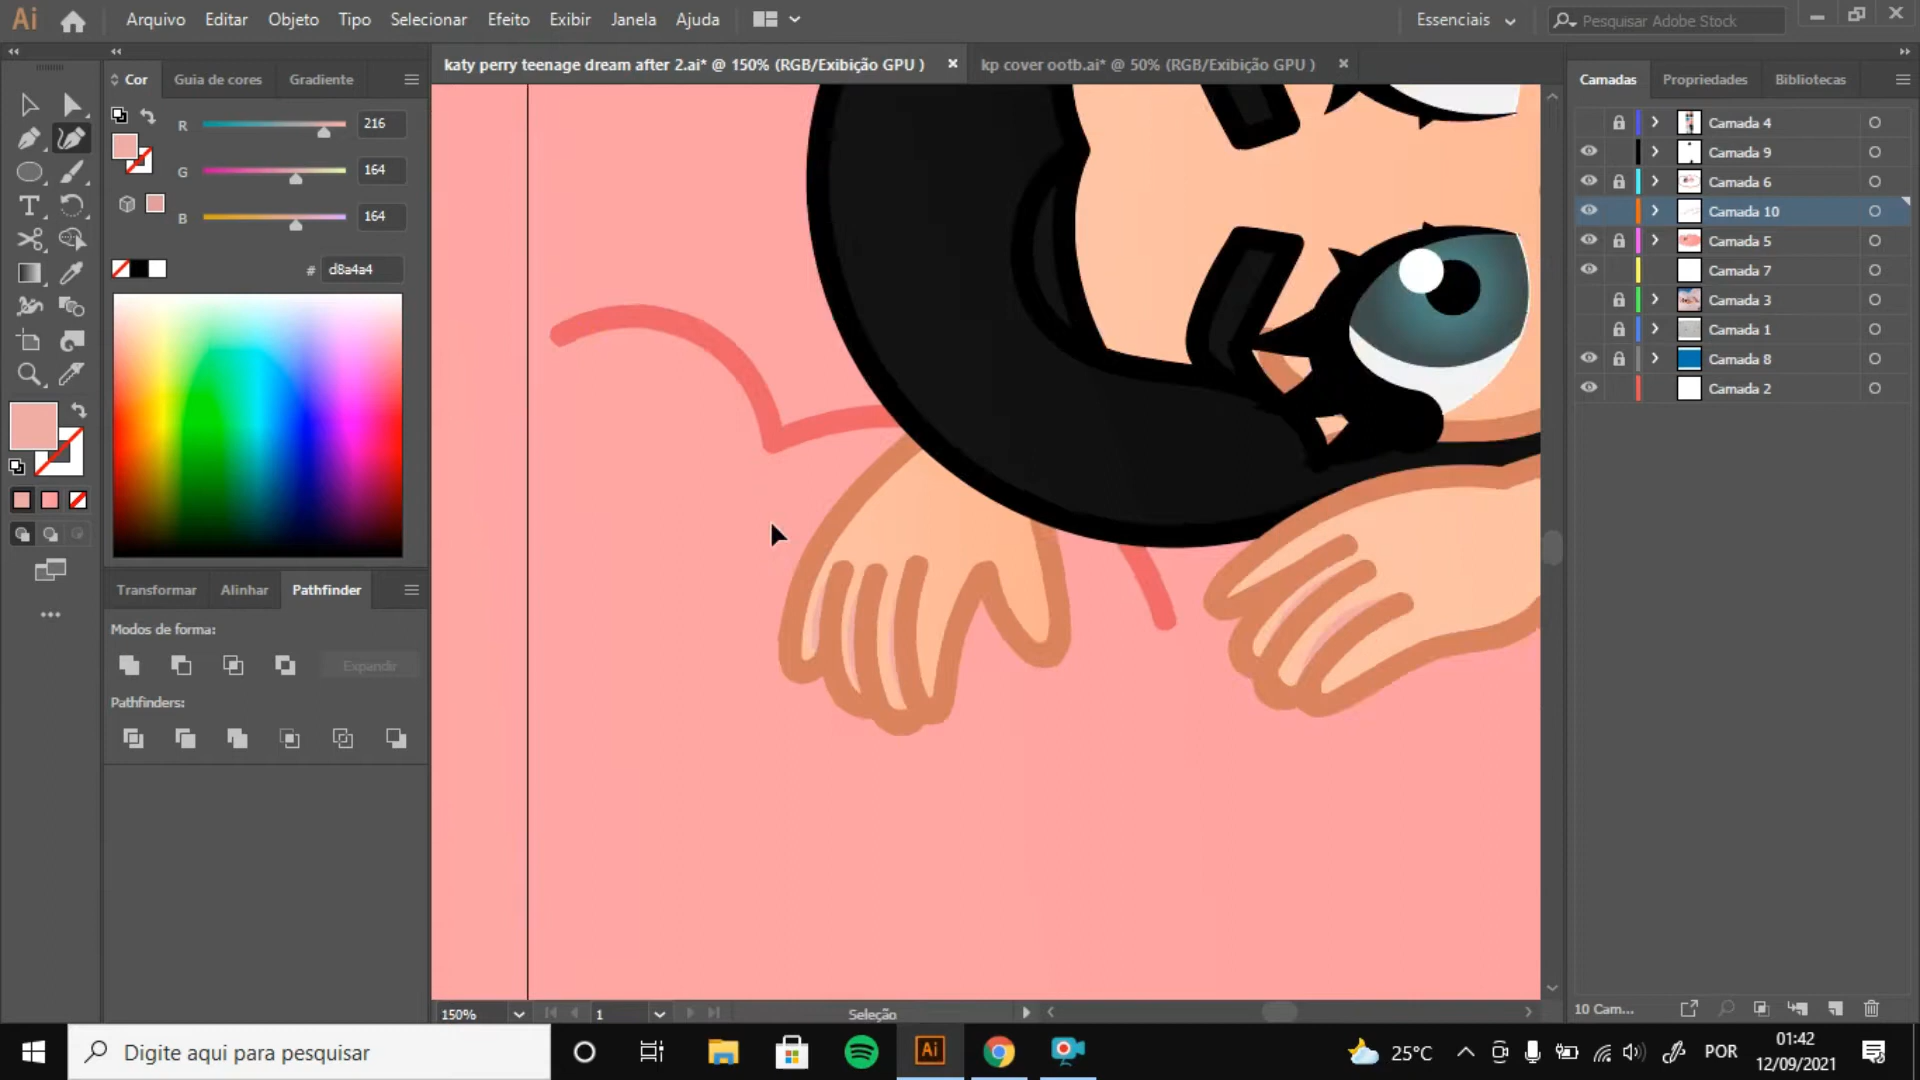 Ai Arquivo Editar Objeto Tipo Selecionar Efeito Exibir Janela Ajuda Essenciais Pesquisar Adobe Stock
Cor Guia de cores Gradiente
katy perry teenage dream after 2.ai* @ 150% (RGB/Exibição GPU )
kp cover ootb.ai* @ 50% (RGB/Exibição GPU )
Camadas Propriedades Bibliotecas
R 216
G 164
B 164
# d8a4a4
Transformar Alinhar Pathfinder
Modos de forma:
Expandir
Pathfinders:
Camada 4
Camada 9
Camada 6
Camada 10
Camada 5
Camada 7
Camada 3
Camada 1
Camada 8
Camada 2
150% 1 Seleção
10 Cam...
Digite aqui para pesquisar
Ai
25°C
POR
01:42
12/09/2021